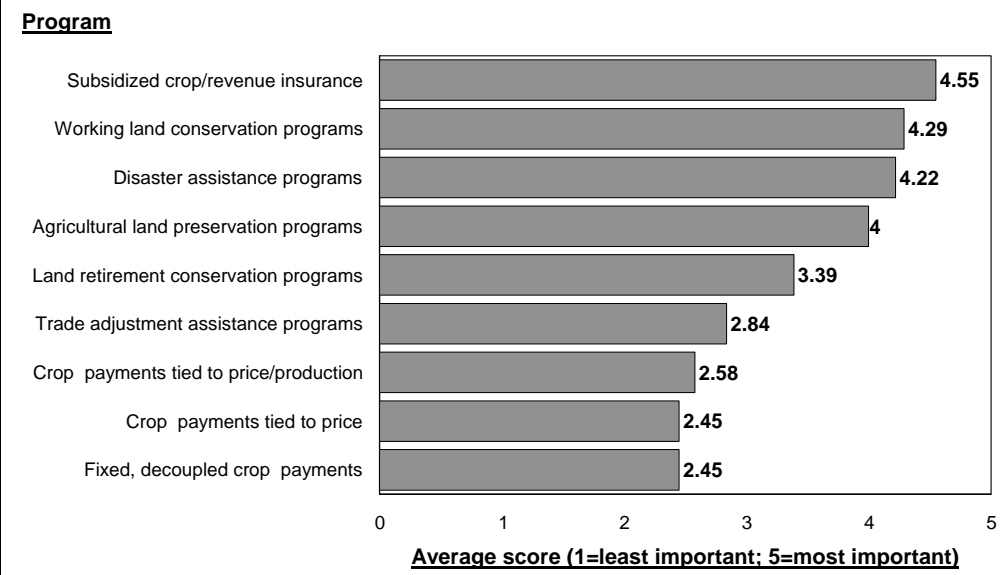 Program
Subsidized crop/revenue insurance 4.55
Working land conservation programs 4.29
Disaster assistance programs 4.22
Agricultural land preservation programs 4
Land retirement conservation programs 3.39
Trade adjustment assistance programs 2.84
Crop payments tied to price/production 2.58
Crop payments tied to price 2.45
Fixed, decoupled crop payments 2.45
0 1 2 3 4 5
Average score (1=least important; 5=most important)